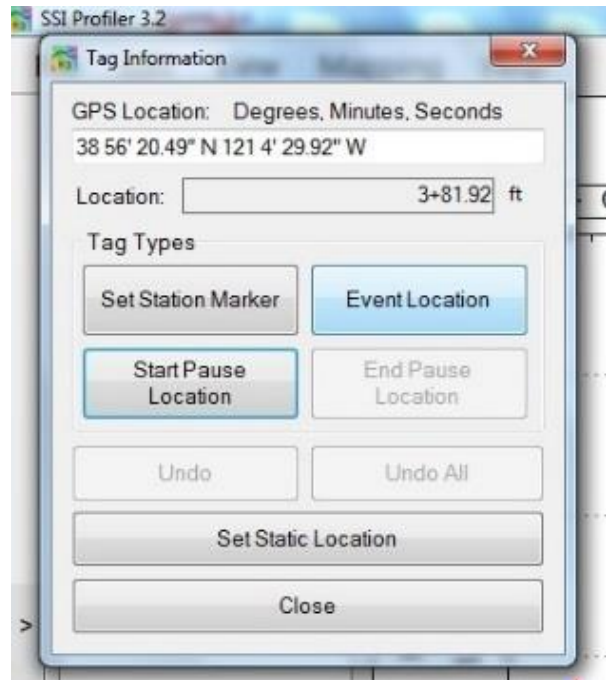 SSI Profiler 3.2
Tag Information
GPS Location: Degrees, Minutes, Seconds
38 56' 20.49" N 121 4' 29.92" W
Location: 3+81.92 ft
Tag Types
Set Station Marker
Event Location
Start Pause
Location
End Pause
Location
Undo
Undo All
Set Static Location
Close
>